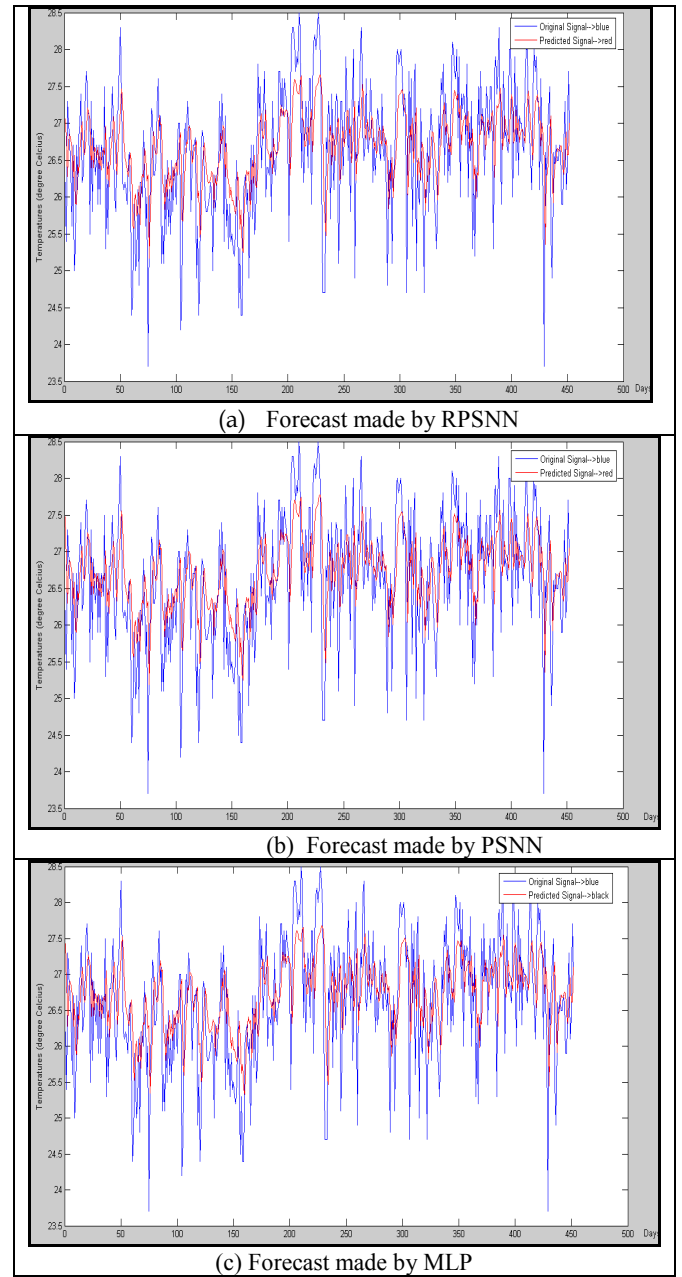 28.5
28
27.5
27
26.5
26
25.5
25
24.5
24
23.5
Temperatures (degree Celcius)
Original Signal-->blue
Predicted Signal-->red
0 50 100 150 200 250 300 350 400 450 500 Days
(a) Forecast made by RPSNN
28.5
28
27.5
27
26.5
26
25.5
25
24.5
24
23.5
Temperatures (degree Celcius)
Original Signal-->blue
Predicted Signal-->red
0 50 100 150 200 250 300 350 400 450 500 Days
(b) Forecast made by PSNN
28.5
28
27.5
27
26.5
26
25.5
25
24.5
24
23.5
Temperatures (degree Celcius)
Original Signal-->blue
Predicted Signal-->black
0 50 100 150 200 250 300 350 400 450 500 Days
(c) Forecast made by MLP